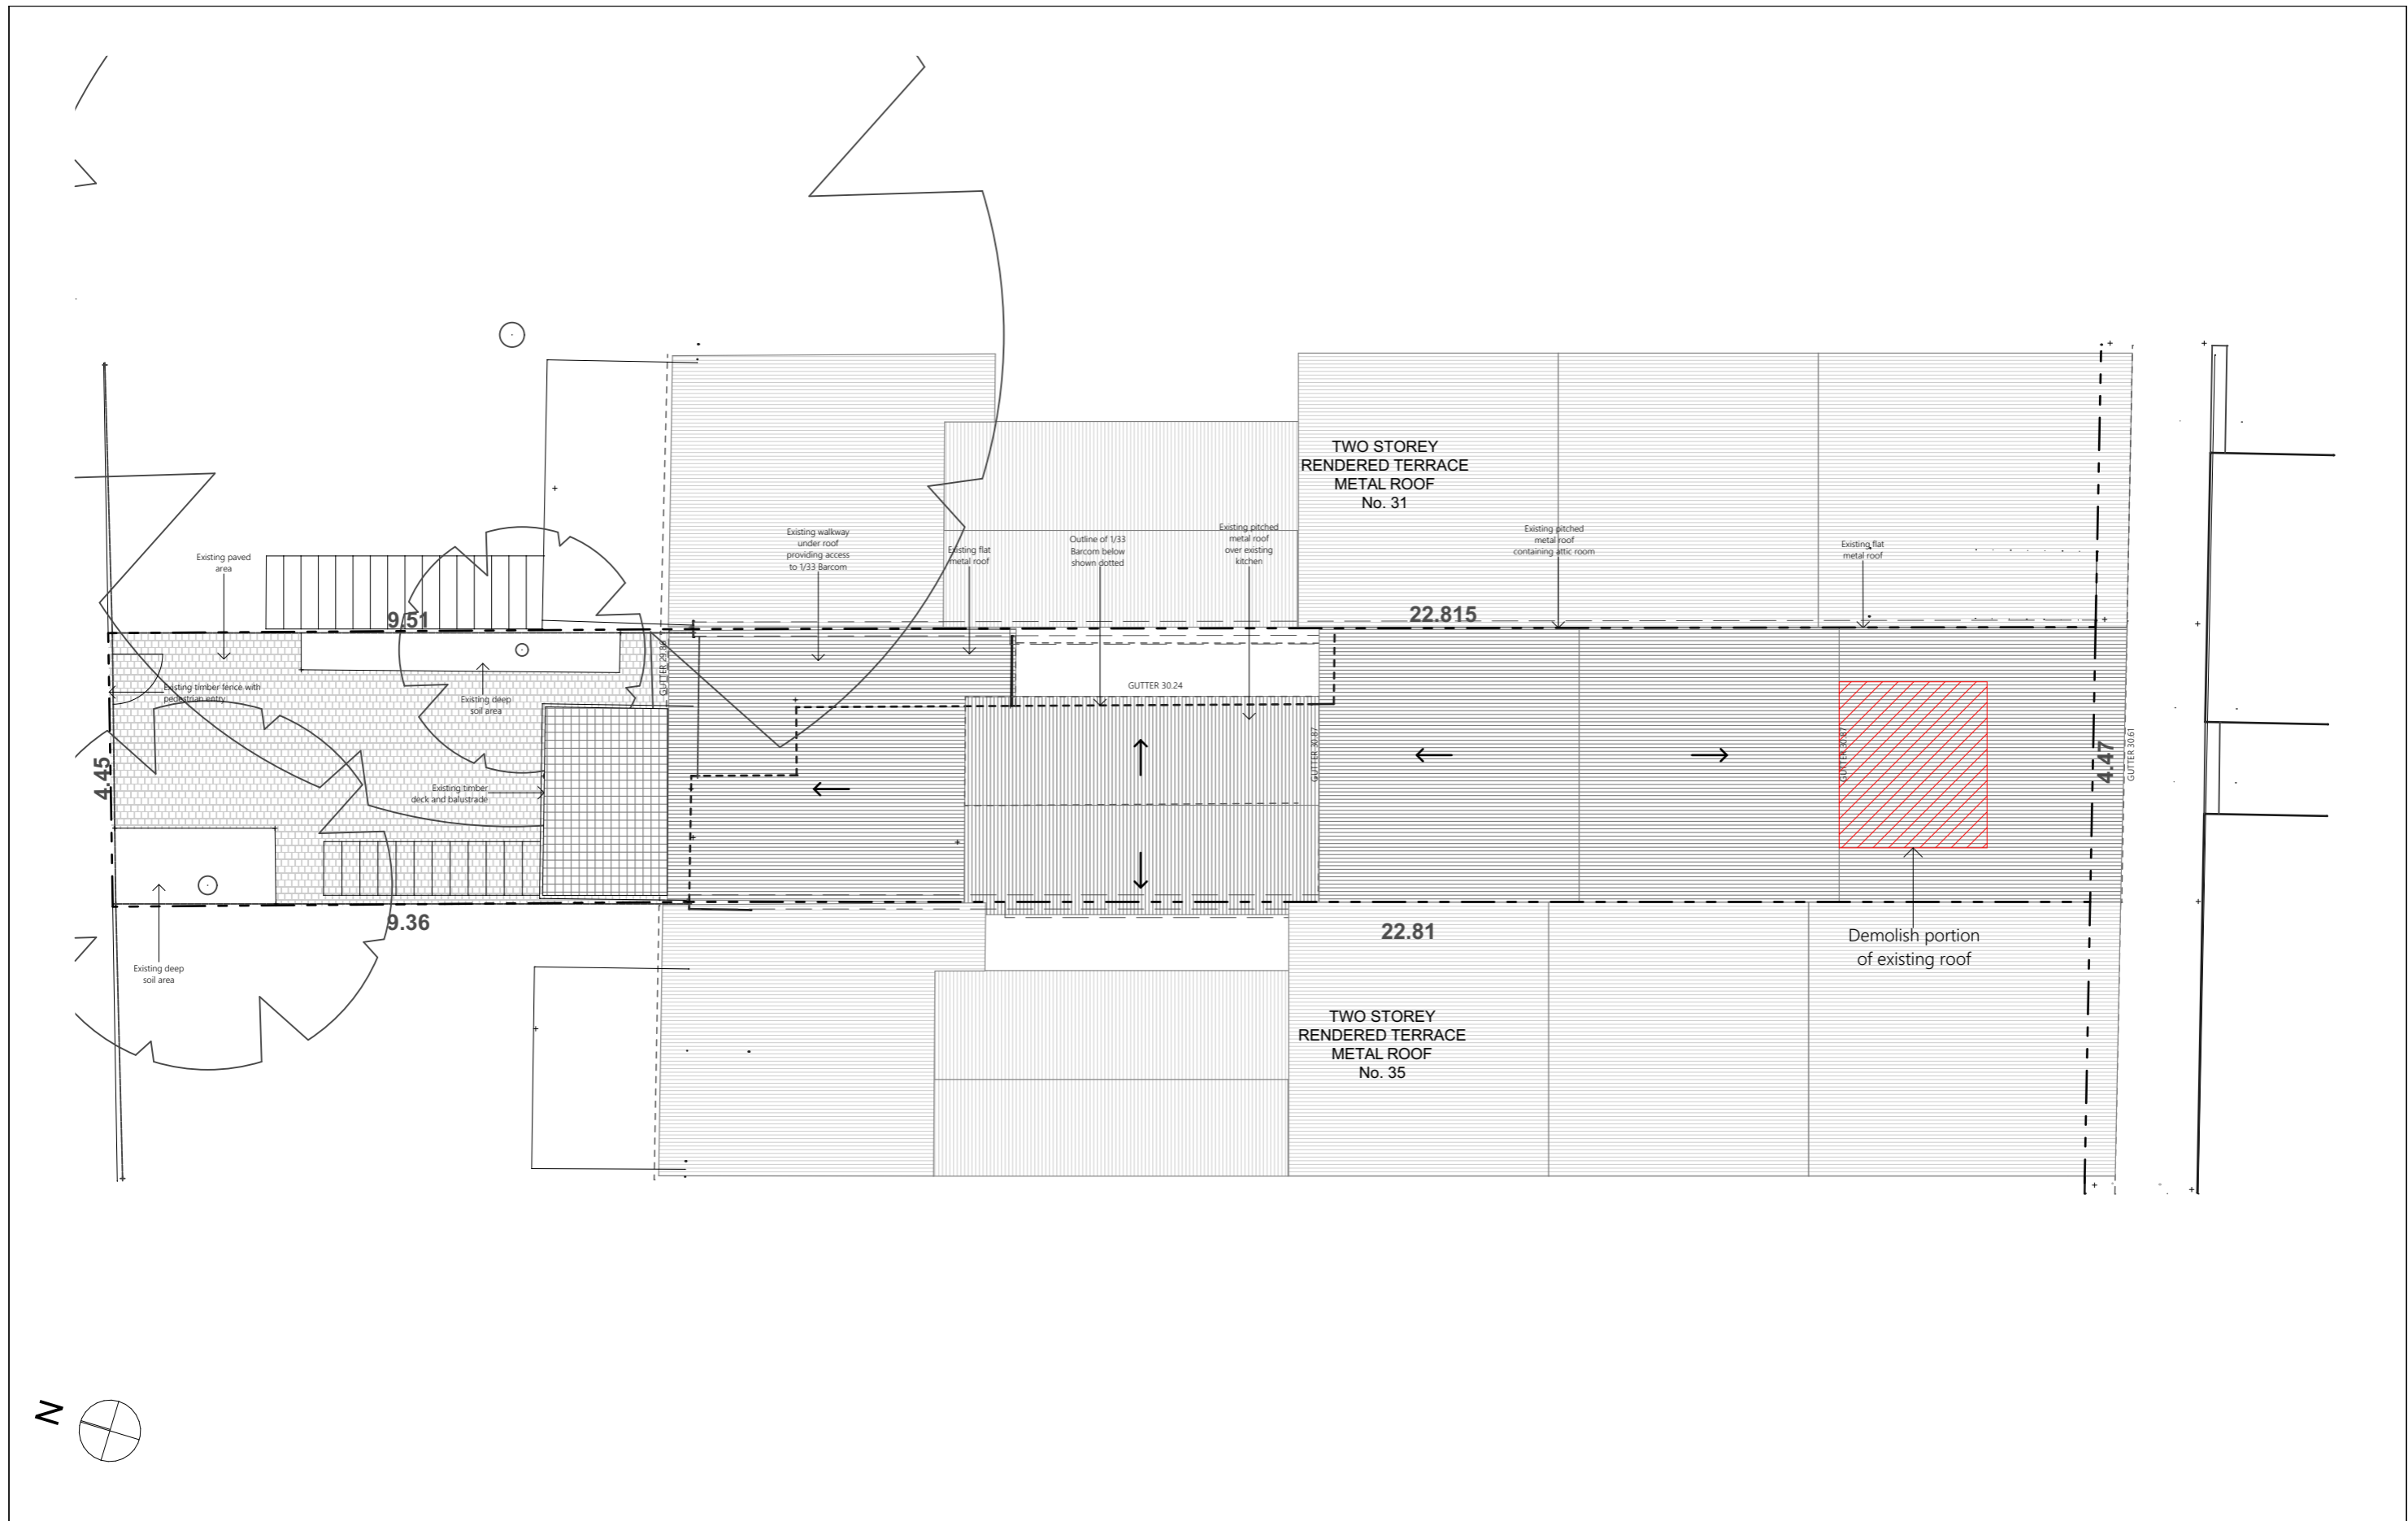 TWO STOREY
RENDERED TERRACE
METAL ROOF
No. 31
Existing walkway
under roof
providing access
to 1/33 Barcom
Existing flat
metal roof
Outline of 1/33
Barcom below
shown dotted
Existing pitched
metal roof
over existing
kitchen
Existing pitched
metal roof
containing attic room
Existing flat
metal roof
Existing paved
area
9.51
22.815
Existing timber fence with
pedestrian entry
Existing deep
soil area
GUTTER 30.24
GUTTER 30.87
GUTTER 30.61
4.45
4.47
Existing timber
deck and balustrade
9.36
22.81
Demolish portion
of existing roof
Existing deep
soil area
TWO STOREY
RENDERED TERRACE
METAL ROOF
No. 35
N